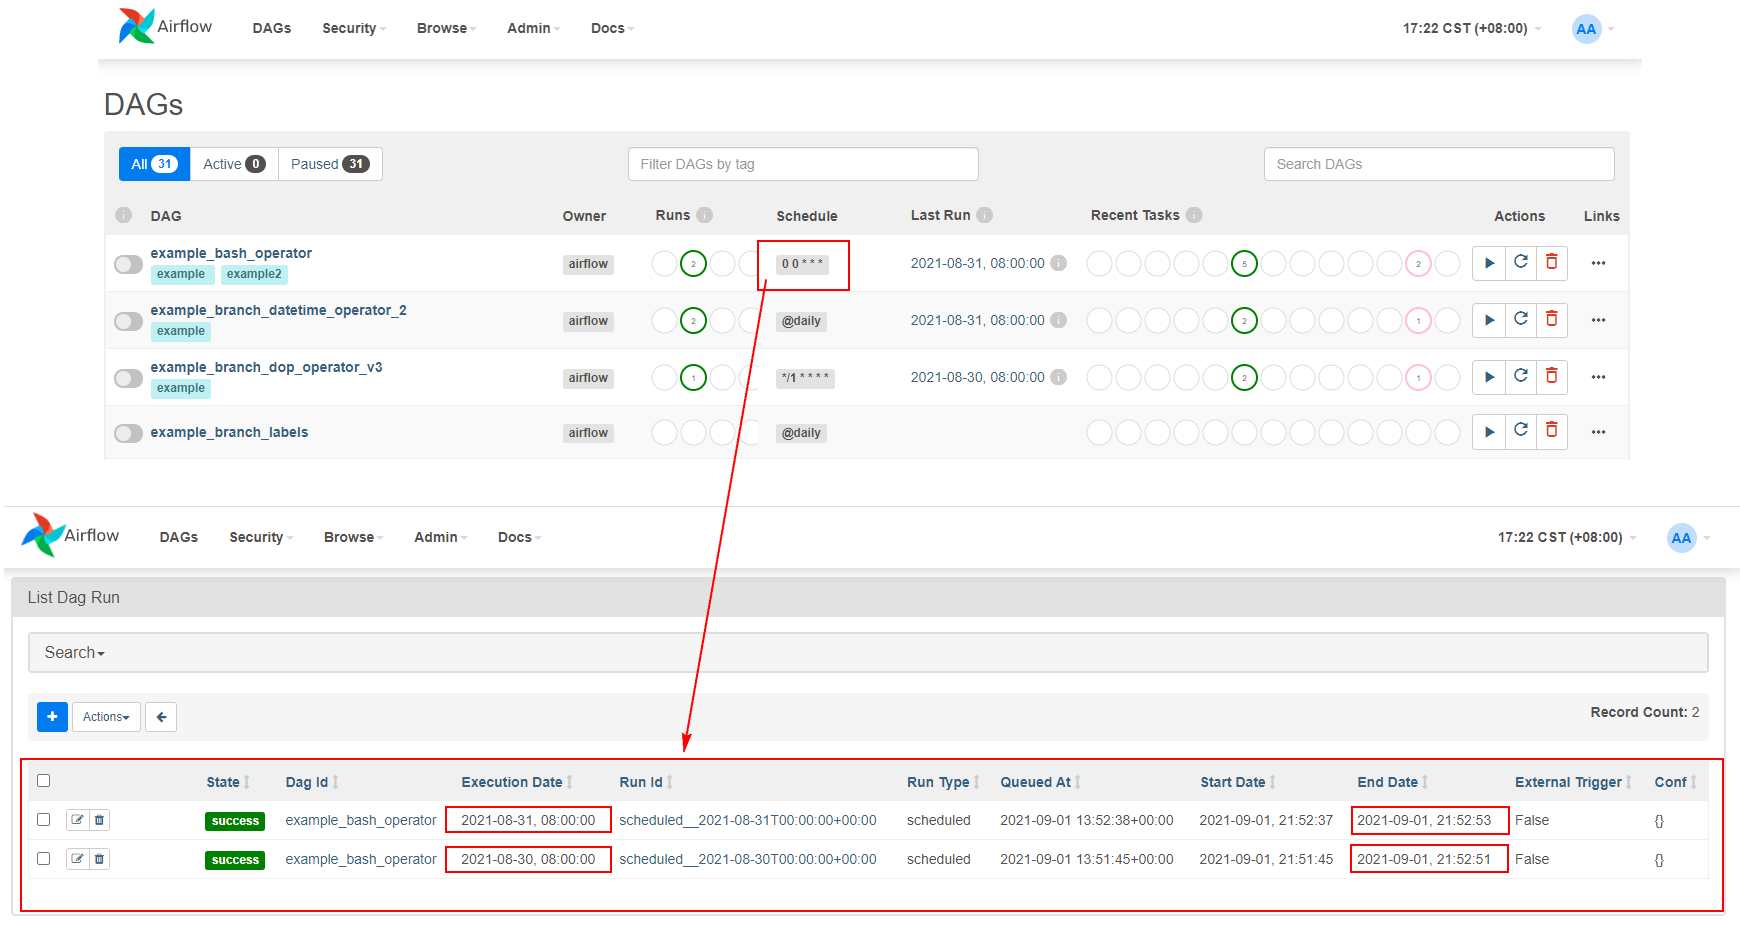 Airflow DAGs Security Browse Admin Docs 17:22 CST (+08:00) AA
DAGs
All 31 Active 0 Paused 31 Filter DAGs by tag Search DAGs
i DAG Owner Runs i Schedule Last Run i Recent Tasks i Actions Links
example_bash_operator
example example2 airflow 2 0 0 * * * 2021-08-31, 08:00:00 i 5 2
example_branch_datetime_operator_2
example airflow 2 @daily 2021-08-31, 08:00:00 i 2 1
example_branch_dop_operator_v3
example airflow 1 */1 * * * * 2021-08-30, 08:00:00 i 2 1
example_branch_labels airflow @daily
Airflow DAGs Security Browse Admin Docs 17:22 CST (+08:00) AA
List Dag Run
Search
+ Actions Record Count: 2
State Dag Id Execution Date Run Id Run Type Queued At Start Date End Date External Trigger Conf
success example_bash_operator 2021-08-31, 08:00:00 scheduled__2021-08-31T00:00:00+00:00 scheduled 2021-09-01 13:52:38+00:00 2021-09-01, 21:52:37 2021-09-01, 21:52:53 False {}
success example_bash_operator 2021-08-30, 08:00:00 scheduled__2021-08-30T00:00:00+00:00 scheduled 2021-09-01 13:51:45+00:00 2021-09-01, 21:51:45 2021-09-01, 21:52:51 False {}